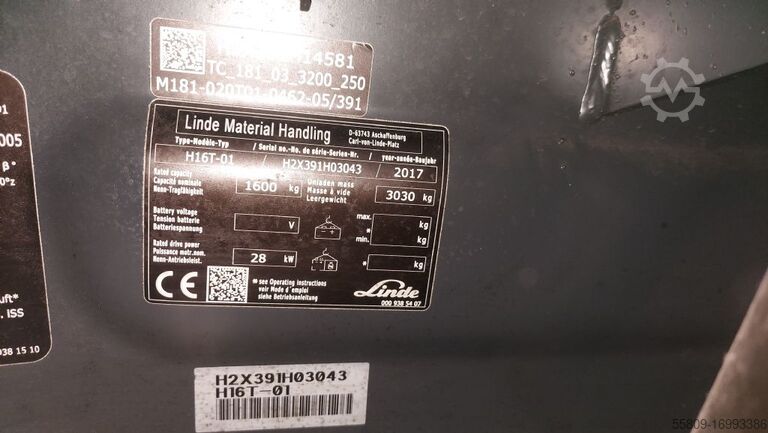 14581
TC_181_03_3200_250
M181-020T01-0462-05/391
Linde Material Handling
D-63743 Aschaffenburg
Carl-von-Linde-Platz
Type-Modèle-Typ / Serial no.-No. de série-Serien-Nr. / year-année-Baujahr
H16T-01 / H2X391H03043 / 2017
Rated capacity
Capacité nominale
Nenn-Tragfähigkeit
1600 kg
Unladen mass
Masse à vide
Leergewicht
3030 kg
Battery voltage
Tension batterie
Batteriespannung
V
max.
kg
*
min.
kg
Rated drive power
Puissance motr.nom.
Nenn-Antriebsleist.
28 kW
* kg
CE
* see Operating instructions
voir Mode d'emploi
siehe Betriebsanleitung
Linde
000 938 54 07
H2X391H03043
H16T-01
005
β°
0°z
uft*
. ISS
038 15 10
55809-16993386